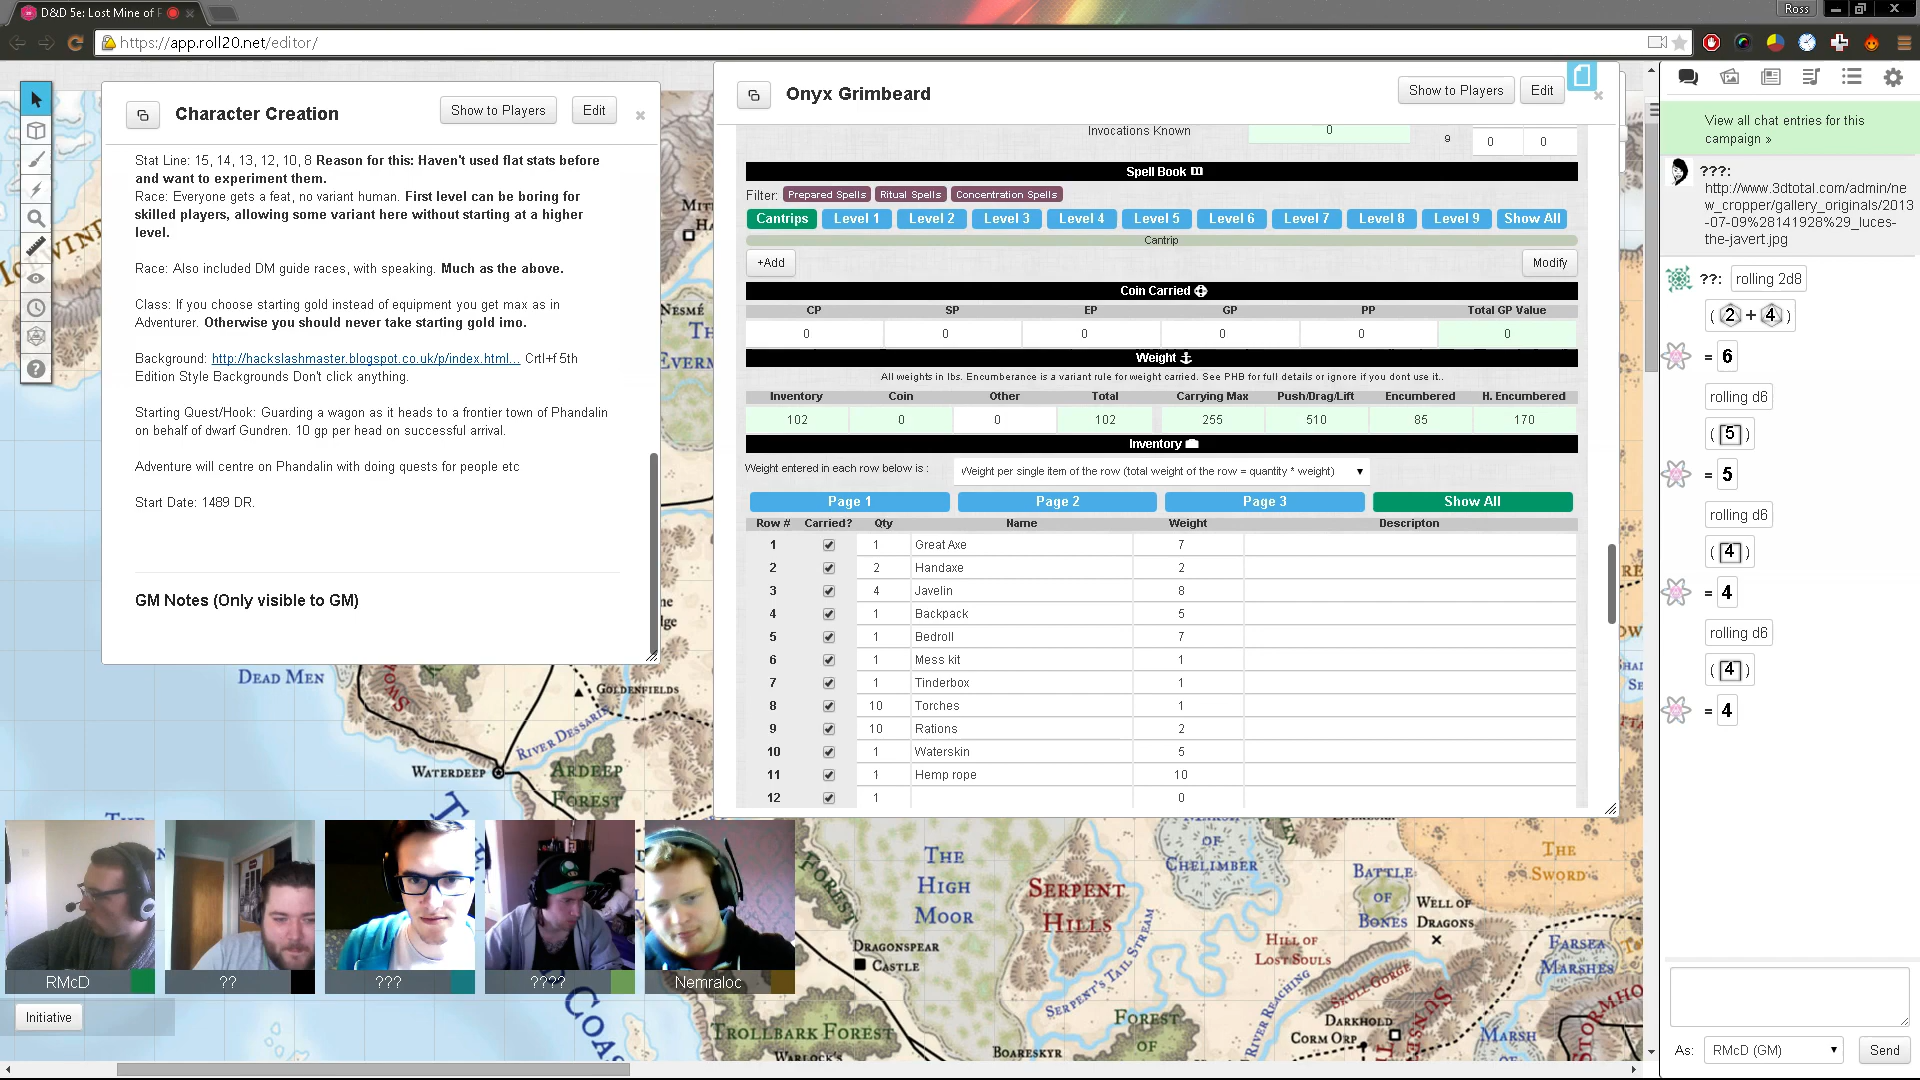 D&D 5e: Lost Mine of P
Ross
https://app.roll20.net/editor/
Character Creation
Show to Players
Edit
Stat Line: 15, 14, 13, 12, 10, 8 Reason for this: Haven't used flat stats before
and want to experiment them.
Race: Everyone gets a feat, no variant human. First level can be boring for
skilled players, allowing some variant here without starting at a higher
level.
Race: Also included DM guide races, with speaking. Much as the above.
Class: If you choose starting gold instead of equipment you get max as in
Adventurer. Otherwise you should never take starting gold imo.
Background: http://hackslashmaster.blogspot.co.uk/p/index.html... Crtl+f 5th
Edition Style Backgrounds Don't click anything.
Starting Quest/Hook: Guarding a wagon as it heads to a frontier town of Phandalin
on behalf of dwarf Gundren. 10 gp per head on successful arrival.
Adventure will centre on Phandalin with doing quests for people etc
Start Date: 1489 DR.
GM Notes (Only visible to GM)
Onyx Grimbeard
Show to Players
Edit
Invocations Known
0
9
0
0
Spell Book
Filter: Prepared Spells Ritual Spells Concentration Spells
Cantrips Level 1 Level 2 Level 3 Level 4 Level 5 Level 6 Level 7 Level 8 Level 9 Show All
Cantrip
+Add
Modify
Coin Carried
CP SP EP GP PP Total GP Value
0 0 0 0 0 0
Weight
All weights in lbs. Encumberance is a variant rule for weight carried. See PHB for full details or ignore if you dont use it..
Inventory Coin Other Total Carrying Max Push/Drag/Lift Encumbered H. Encumbered
102 0 0 102 255 510 85 170
Inventory
Weight entered in each row below is : Weight per single item of the row (total weight of the row = quantity * weight)
Page 1 Page 2 Page 3 Show All
Row # Carried? Qty Name Weight Descripton
1 1 Great Axe 7
2 2 Handaxe 2
3 4 Javelin 8
4 1 Backpack 5
5 1 Bedroll 7
6 1 Mess kit 1
7 1 Tinderbox 1
8 10 Torches 1
9 10 Rations 2
10 1 Waterskin 5
11 1 Hemp rope 10
12 1 0
View all chat entries for this
campaign »
???:
http://www.3dtotal.com/admin/ne
w_cropper/gallery_originals/2013
-07-09%28141928%29_luces-
the-javert.jpg
??: rolling 2d8
(2+4)
= 6
rolling d6
(5)
= 5
rolling d6
(4)
= 4
rolling d6
(4)
= 4
As: RMcD (GM) Send
Nesmé
Dead Men
Goldenfields
River Dessarin
Waterdeep
Ardeep
Forest
The
High
Moor
Serpent
Hills
Dragonspear
Castle
Serpent's Tail Stream
Trollbark Forest
Warlock's
Boareskyr
Forest
of
Marsh
of
Chelimber
Battle
of
Bones
Well of
Dragons
The
Sword
Hill of
Lost Souls
Skull Gorge
River Reaching
Darkhold
Corm Orp
Farsea
Marshes
Marsh
of
RMcD
??
???
????
Nemraloc
Initiative